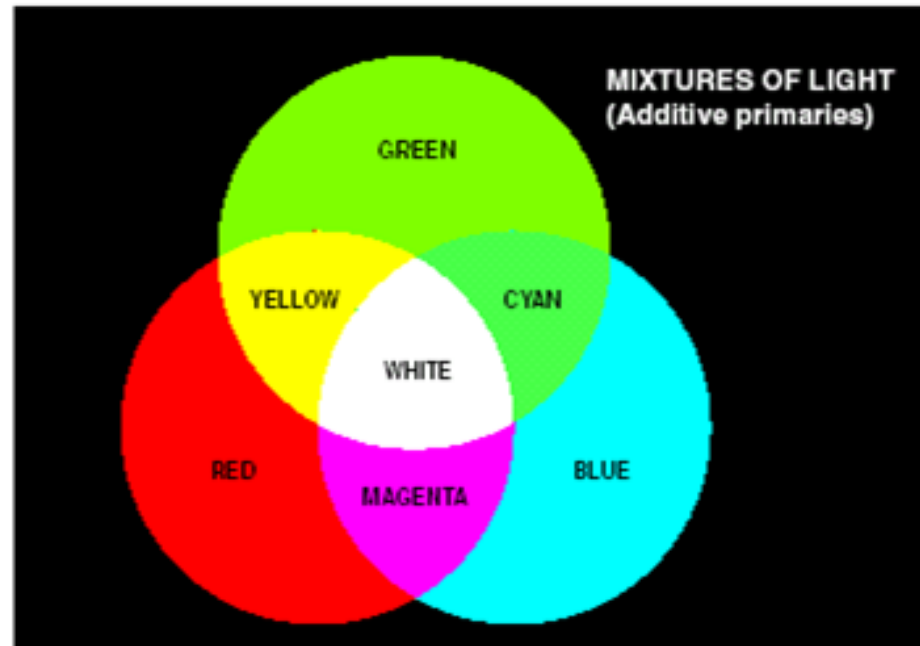 MIXTURES OF LIGHT
(Additive primaries)
GREEN
YELLOW
CYAN
WHITE
RED
BLUE
MAGENTA